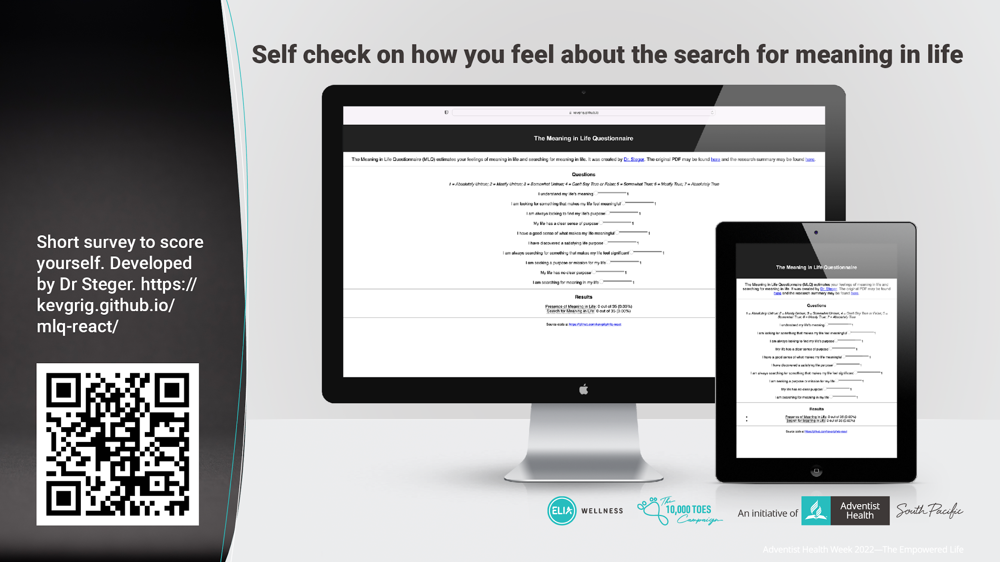 Self check on how you feel about the search for meaning in life
Short survey to score
yourself. Developed
by Dr Steger. https://
kevgrig.github.io/
mlq-react/
kevgrig.github.io
The Meaning in Life Questionnaire
The Meaning in Life Questionnaire (MLQ) estimates your feelings of meaning in life and searching for meaning in life. It was created by Dr. Steger. The original PDF may be found here and the research summary may be found here.
Questions
1 = Absolutely Untrue; 2 = Mostly Untrue; 3 = Somewhat Untrue; 4 = Can't Say True or False; 5 = Somewhat True; 6 = Mostly True; 7 = Absolutely True
I understand my life's meaning 1
I am looking for something that makes my life feel meaningful 1
I am always looking to find my life's purpose 1
My life has a clear sense of purpose 1
I have a good sense of what makes my life meaningful 1
I have discovered a satisfying life purpose 1
I am always searching for something that makes my life feel significant 1
I am seeking a purpose or mission for my life 1
My life has no clear purpose 1
I am searching for meaning in my life 1
Results
Presence of Meaning in Life: 0 out of 35 (0.00%)
Search for Meaning in Life: 0 out of 35 (0.00%)
Source code at https://github.com/kevgrig/mlq-react
The Meaning in Life Questionnaire
The Meaning in Life Questionnaire (MLQ) estimates your feelings of meaning in life and
searching for meaning in life. It was created by Dr. Steger. The original PDF may be found
here and the research summary may be found here.
Questions
1 = Absolutely Untrue; 2 = Mostly Untrue; 3 = Somewhat Untrue; 4 = Can't Say True or False; 5 =
Somewhat True; 6 = Mostly True; 7 = Absolutely True
I understand my life's meaning 1
I am looking for something that makes my life feel meaningful 1
I am always looking to find my life's purpose 1
My life has a clear sense of purpose 1
I have a good sense of what makes my life meaningful 1
I have discovered a satisfying life purpose 1
I am always searching for something that makes my life feel significant 1
I am seeking a purpose or mission for my life 1
My life has no clear purpose 1
I am searching for meaning in my life 1
Results
Presence of Meaning in Life: 0 out of 35 (0.00%)
Search for Meaning in Life: 0 out of 35 (0.00%)
Source code at https://github.com/kevgrig/mlq-react
ELIA WELLNESS
The
10,000 TOES
Campaign
An initiative of
Adventist
Health
South Pacific
Adventist Health Week 2022—The Empowered Life